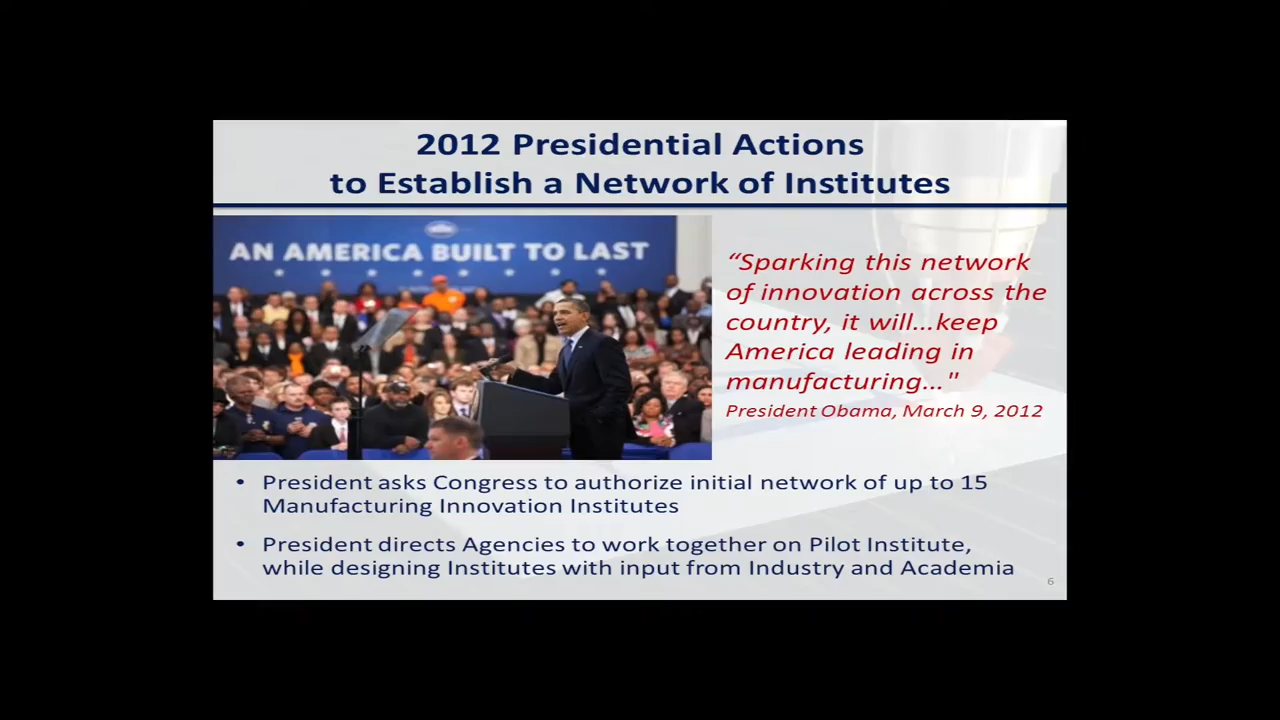 2012 Presidential Actions
to Establish a Network of Institutes
AN AMERICA BUILT TO LAST
“Sparking this network
of innovation across the
country, it will...keep
America leading in
manufacturing..."
President Obama, March 9, 2012
• President asks Congress to authorize initial network of up to 15
Manufacturing Innovation Institutes
• President directs Agencies to work together on Pilot Institute,
while designing Institutes with input from Industry and Academia
6